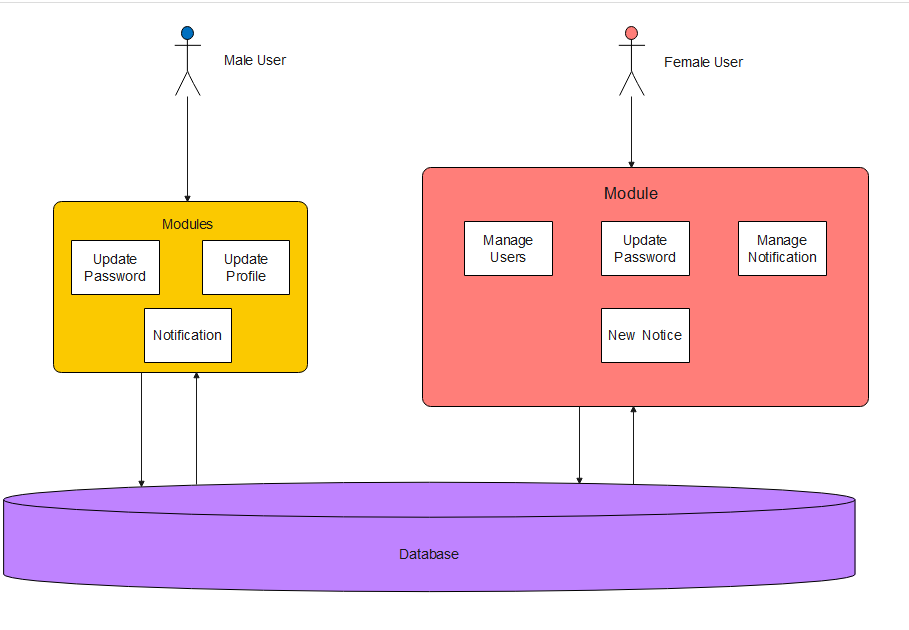 Male User
Female User
Modules
Update
Password
Update
Profile
Notification
Module
Manage
Users
Update
Password
Manage
Notification
New Notice
Database